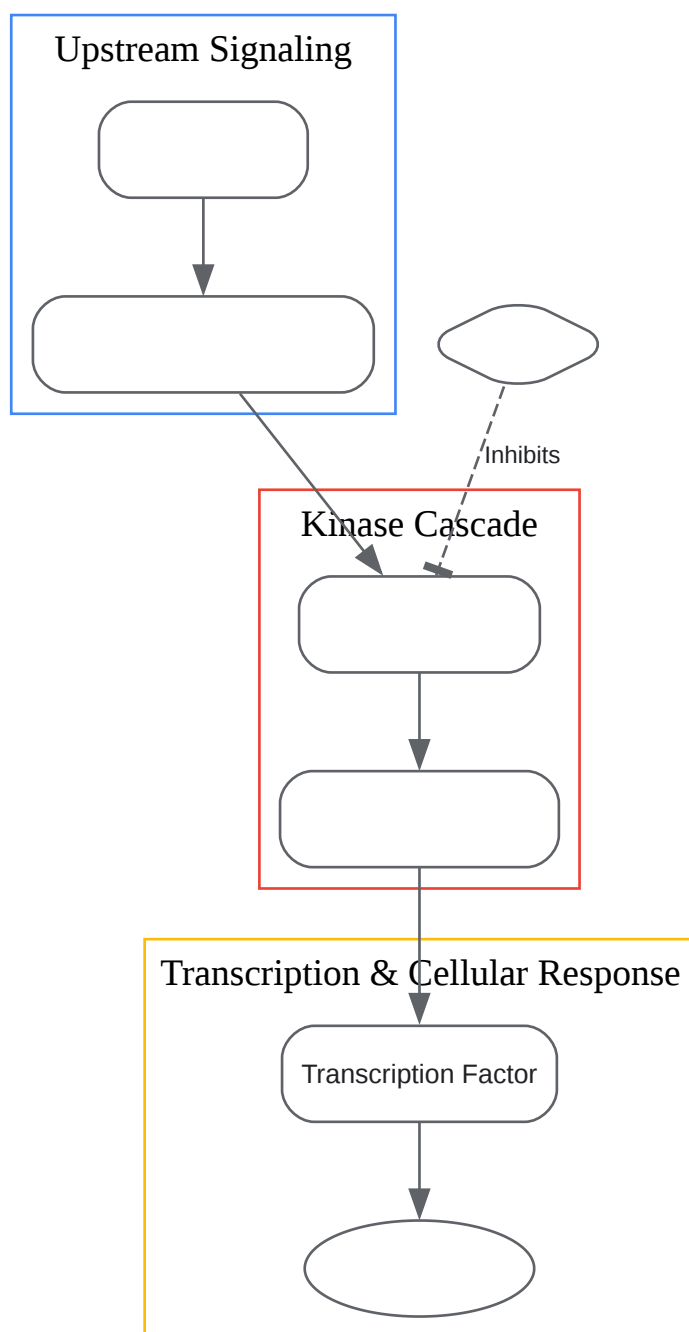 Upstream Signaling
Inhibits
Kinase Cascade
Transcription & Cellular Response
Transcription Factor